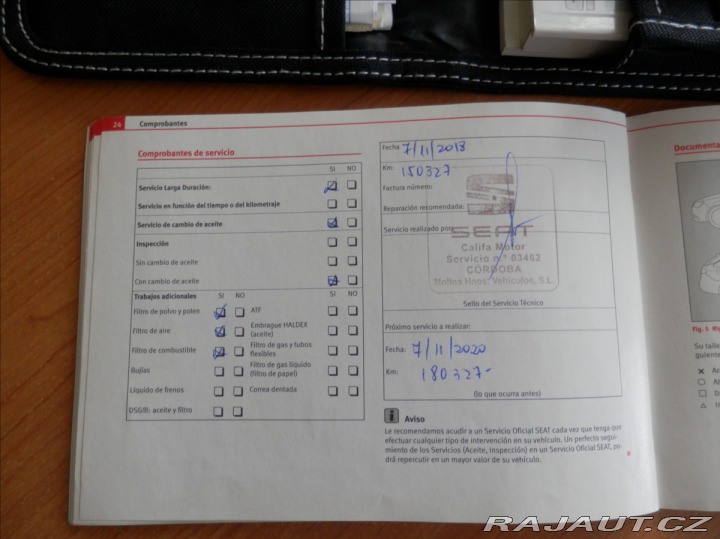 24 Comprobantes
Comprobantes de servicio
SI NO
Servicio Larga Duración:
Servicio en función del tiempo o del kilometraje
Servicio de cambio de aceite
Inspección
Sin cambio de aceite
Con cambio de aceite
Trabajos adicionales SI NO SI NO
Filtro de polvo y polen ATF
Filtro de aire Embrague HALDEX
(aceite)
Filtro de combustible Filtro de gas y tubos
flexibles
Bujías Filtro de gas líquido
(filtro de papel)
Líquido de frenos Correa dentada
DSG®: aceite y filtro
Fecha 7/11/2018
Km: 150327
Factura número:
Reparación recomendada:
Servicio realizado por:
SEAT
Califa Motor
Servicio n.° 03462
CÓRDOBA
Moltos Hnos. Vehículos, S.L.
Sello del Servicio Técnico
Próximo servicio a realizar:
Fecha: 7/11/2020
Km: 180327-
(lo que ocurra antes)
i Aviso
Le recomendamos acudir a un Servicio Oficial SEAT cada vez que tenga que
efectuar cualquier tipo de intervención en su vehículo. Un perfecto segui-
miento de los Servicios (Aceite, Inspección) en un Servicio Oficial SEAT, po-
drá repercutir en un mayor valor de su vehículo.
Documenta
Fig. 5
Su talle
guiente
RAJAUT.CZ